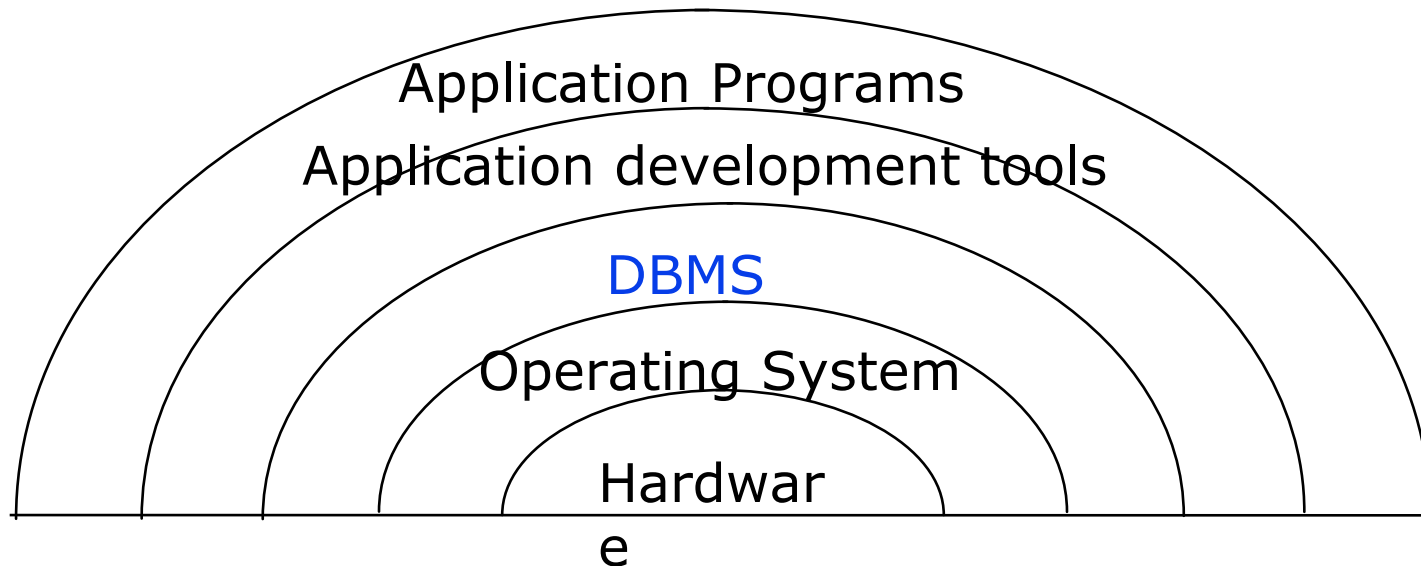 Application Programs
Application development tools
DBMS
Operating System
Hardwar
e